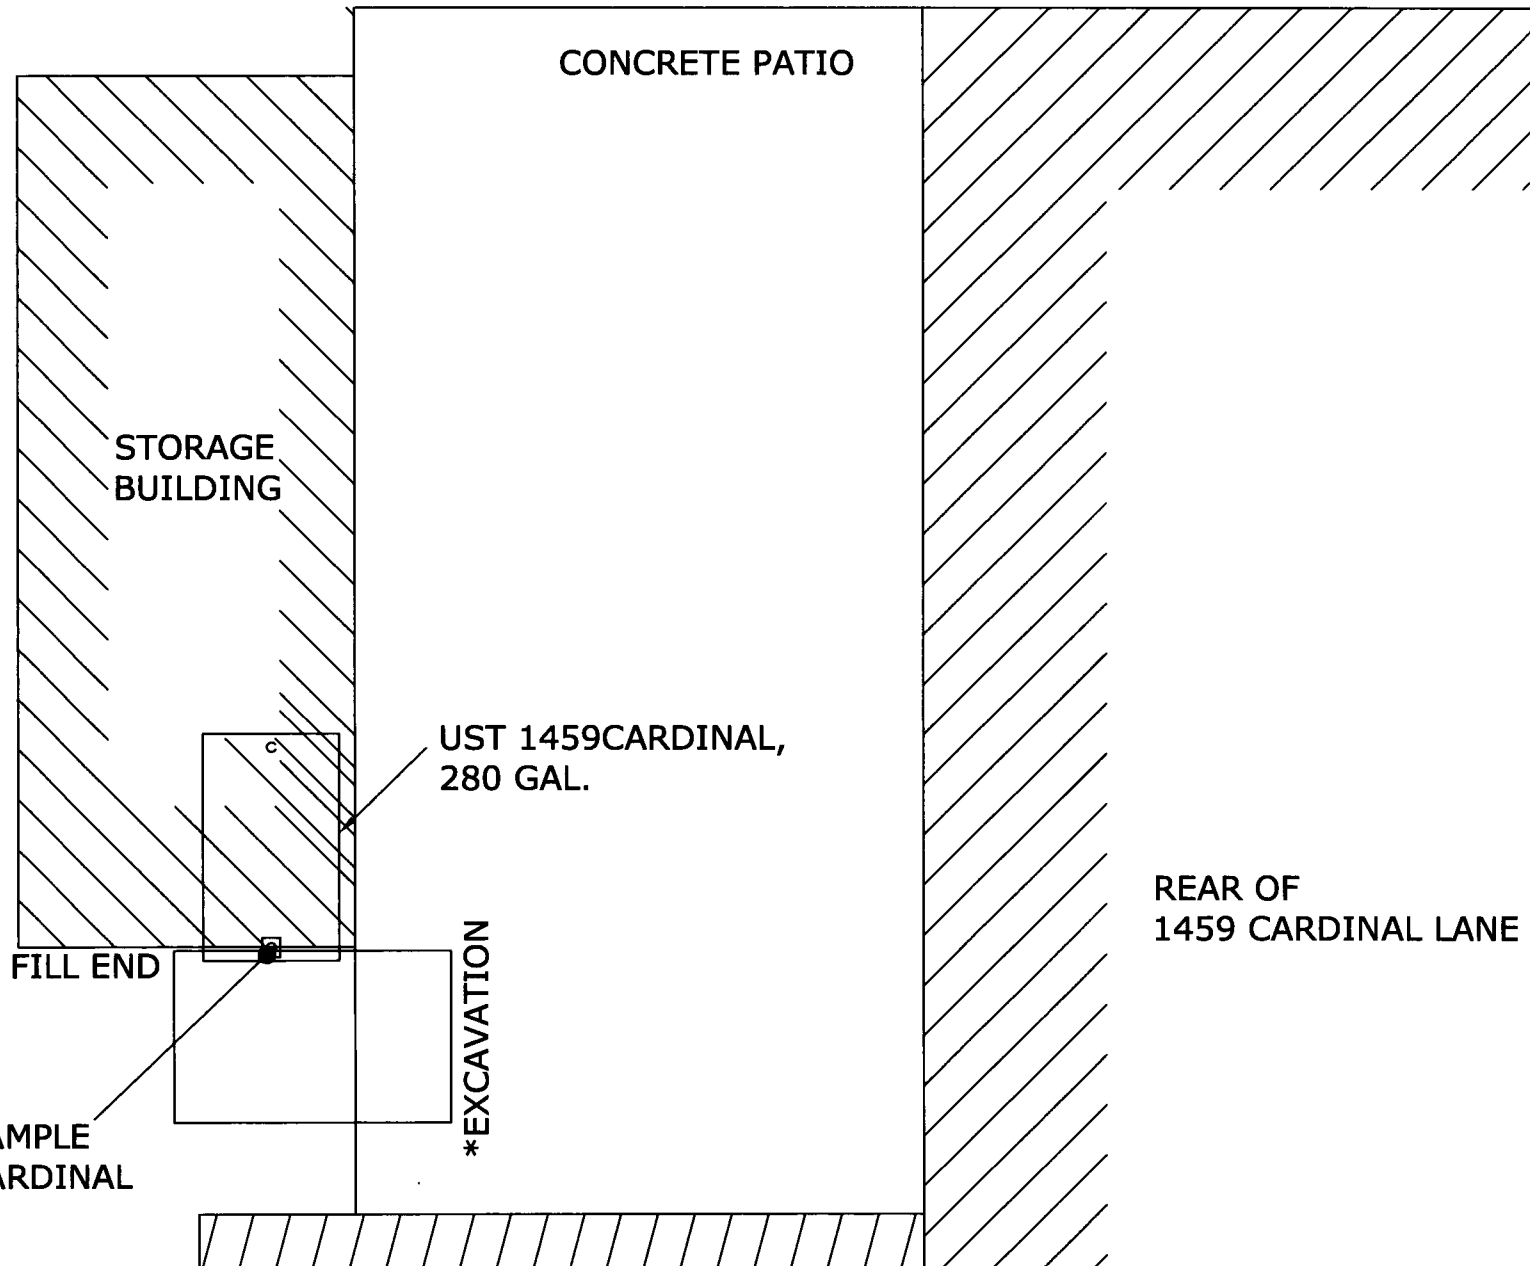 CONCRETE PATIO
STORAGE
BUILDING
UST 1459CARDINAL,
280 GAL.
REAR OF
1459 CARDINAL LANE
FILL END
*EXCAVATION
AMPLE
ARDINAL